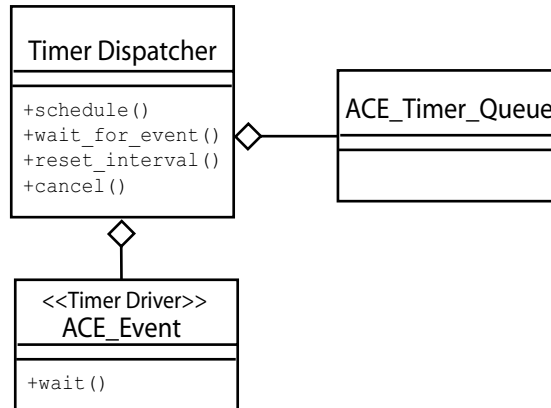 Timer Dispatcher
+schedule()
+wait_for_event()
+reset_interval()
+cancel()
ACE_Timer_Queue
<<Timer Driver>>
ACE_Event
+wait()